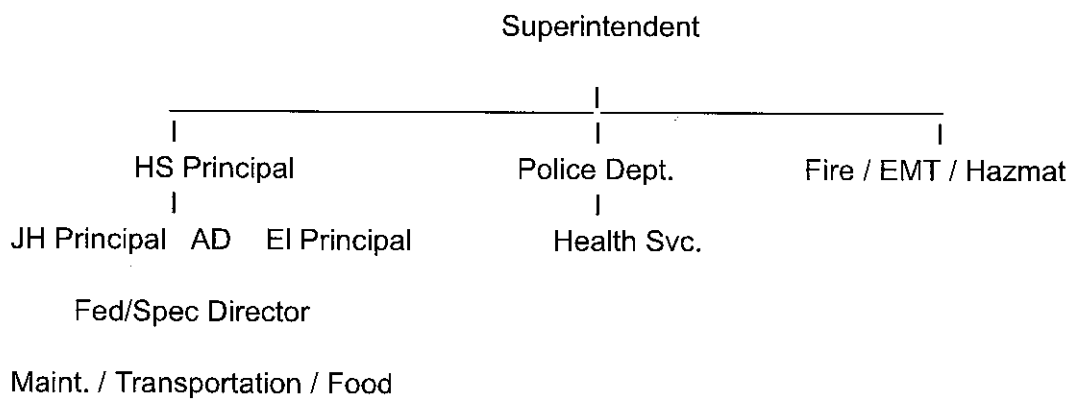 Superintendent
HS Principal Police Dept. Fire / EMT / Hazmat
JH Principal AD El Principal Health Svc.
Fed/Spec Director
Maint. / Transportation / Food